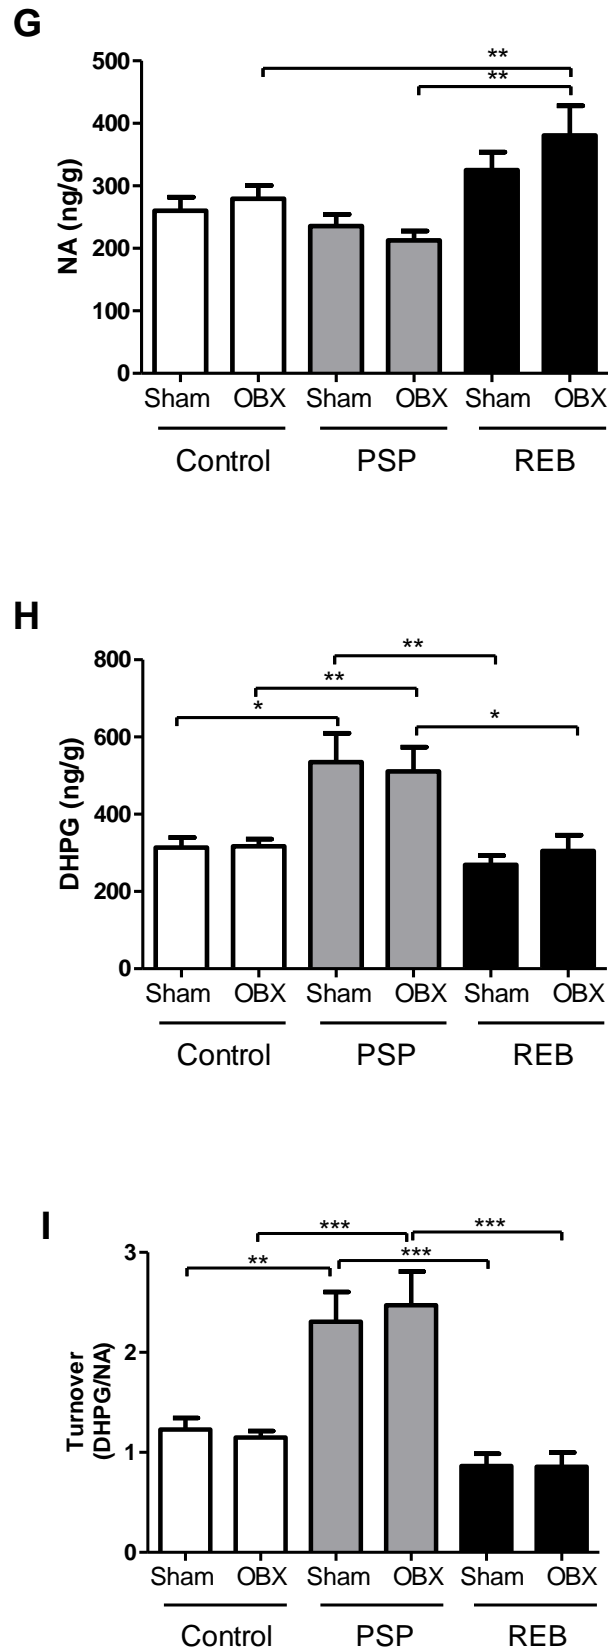 G
**
**
500
400
300
200
100
0
NA (ng/g)
Sham OBX Sham OBX Sham OBX
Control PSP REB
H
**
**
*
*
800
600
400
200
0
DHPG (ng/g)
Sham OBX Sham OBX Sham OBX
Control PSP REB
I
*** ***
** ***
3
2
1
0
Turnover
(DHPG/NA)
Sham OBX Sham OBX Sham OBX
Control PSP REB